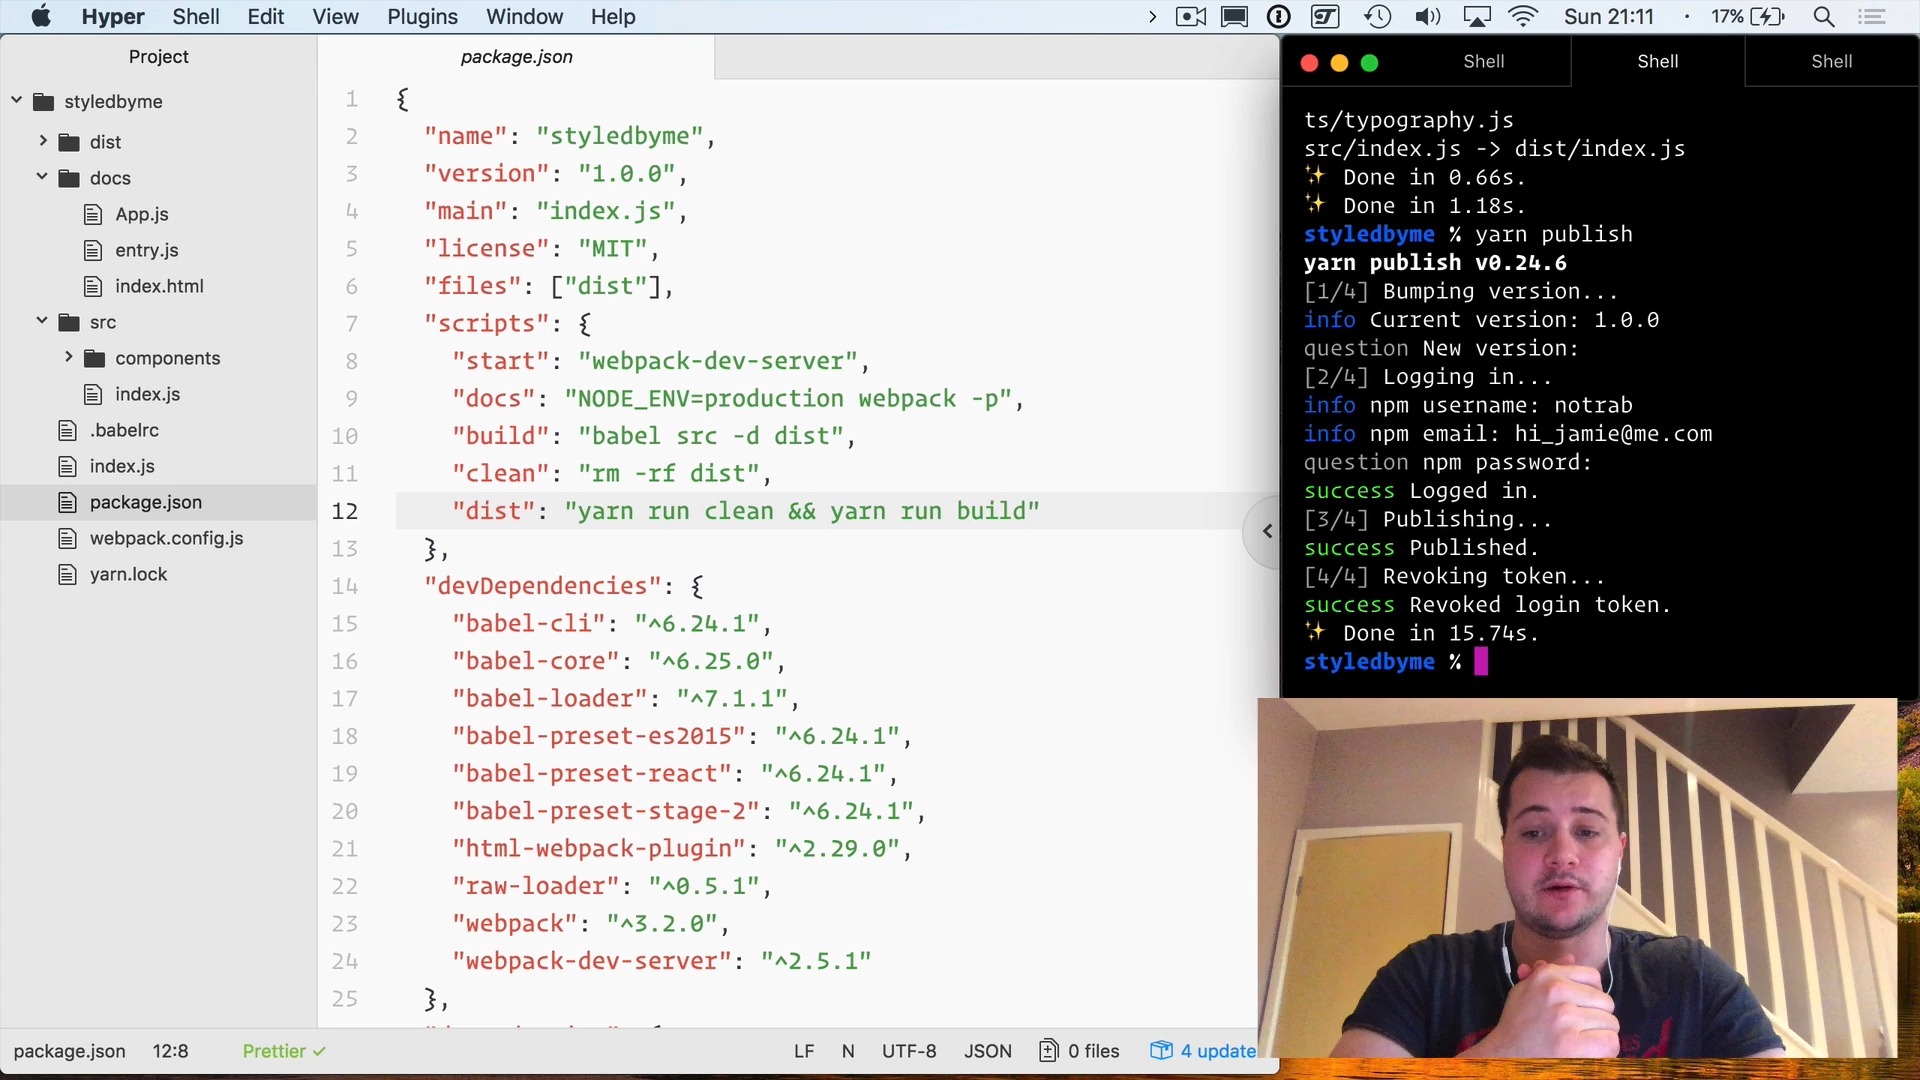 Hyper Shell Edit View Plugins Window Help
Sun 21:11 17%
Project
styledbyme
dist
docs
App.js
entry.js
index.html
src
components
index.js
.babelrc
index.js
package.json
webpack.config.js
yarn.lock
package.json
1 {
2 "name": "styledbyme",
3 "version": "1.0.0",
4 "main": "index.js",
5 "license": "MIT",
6 "files": ["dist"],
7 "scripts": {
8 "start": "webpack-dev-server",
9 "docs": "NODE_ENV=production webpack -p",
10 "build": "babel src -d dist",
11 "clean": "rm -rf dist",
12 "dist": "yarn run clean && yarn run build"
13 },
14 "devDependencies": {
15 "babel-cli": "^6.24.1",
16 "babel-core": "^6.25.0",
17 "babel-loader": "^7.1.1",
18 "babel-preset-es2015": "^6.24.1",
19 "babel-preset-react": "^6.24.1",
20 "babel-preset-stage-2": "^6.24.1",
21 "html-webpack-plugin": "^2.29.0",
22 "raw-loader": "^0.5.1",
23 "webpack": "^3.2.0",
24 "webpack-dev-server": "^2.5.1"
25 },
package.json 12:8 Prettier ✓ LF N UTF-8 JSON 0 files 4 update
Shell Shell Shell
ts/typography.js
src/index.js -> dist/index.js
✨ Done in 0.66s.
✨ Done in 1.18s.
styledbyme % yarn publish
yarn publish v0.24.6
[1/4] Bumping version...
info Current version: 1.0.0
question New version:
[2/4] Logging in...
info npm username: notrab
info npm email: hi_jamie@me.com
question npm password:
success Logged in.
[3/4] Publishing...
success Published.
[4/4] Revoking token...
success Revoked login token.
✨ Done in 15.74s.
styledbyme %